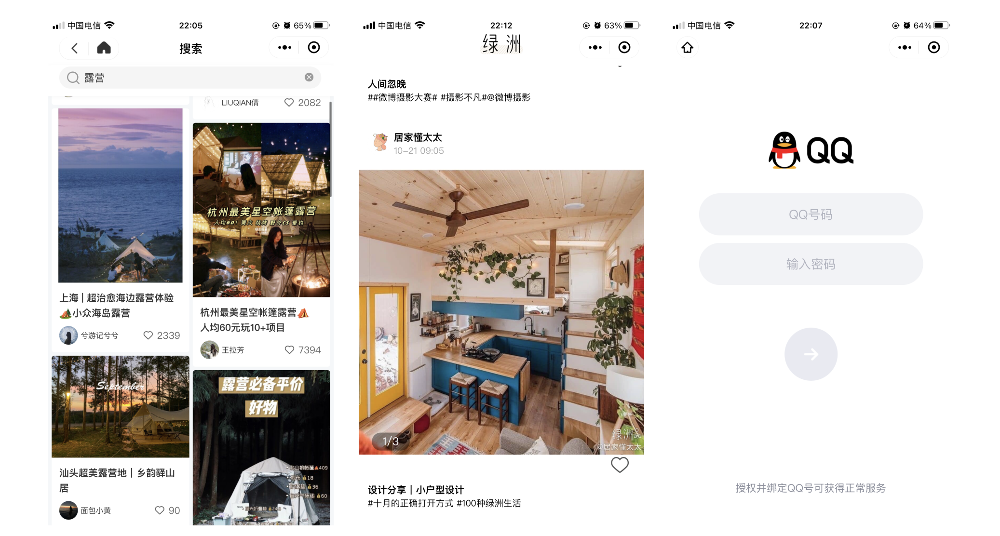 中国电信
22:05
65%
搜索
露营
LIUQIAN倩
2082
上海 | 超治愈海边露营体验
🏕小众海岛露营
兮游记兮兮
2339
September
汕头超美露营地｜乡韵驿山
居
面包小黄
90
杭州最美星空帐篷露营
人均60! 篝火 烧烤 野外CS 垂钓
杭州最美星空帐篷露营⛺
人均60元玩10+项目
王拉芳
7394
露营必备平价
好物
409
地布 💰18
💰36
💰60
中国电信
22:12
63%
绿洲
人间忽晚
##微博摄影大赛# #摄影不凡#@微博摄影
居家懂太太
10-21 09:05
1/3
绿洲
@居家懂太太
设计分享 | 小户型设计
#十月的正确打开方式 #100种绿洲生活
中国电信
22:07
64%
QQ
QQ号码
输入密码
授权并绑定QQ号可获得正常服务